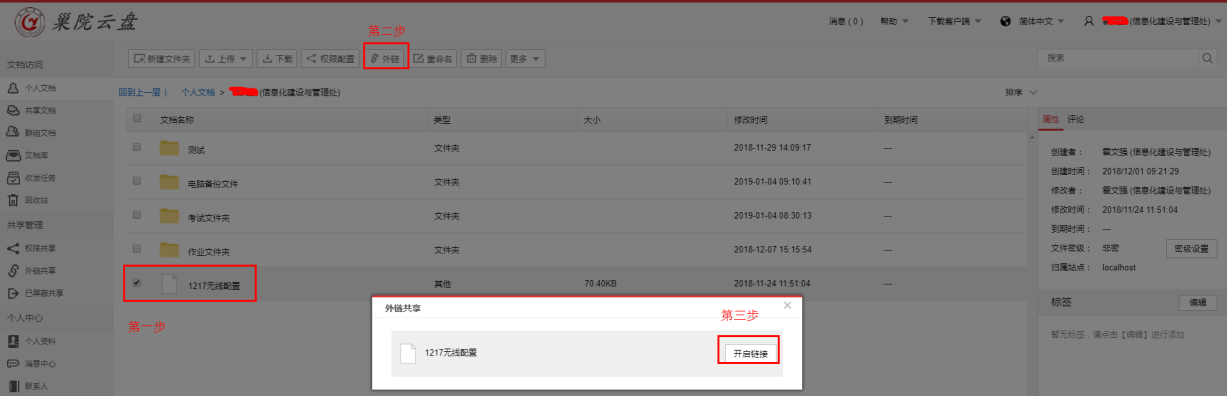 巢院云盘
消息(0) 帮助 下载客户端 简体中文 (信息化建设与管理处)
第二步
文档访问
新建文件夹 上传 下载 权限配置 外链 重命名 删除 更多
搜索
个人文档
回到上一层 | 个人文档 > (信息化建设与管理处)
排序
共享文档
群组文档
文档库
收发任务
回收站
共享管理
权限共享
外链共享
已屏蔽共享
个人中心
个人资料
消息中心
联系人
文档名称 类型 大小 修改时间 到期时间
测试 文件夹 2018-11-29 14:09:17 ---
电脑备份文件 文件夹 2019-01-04 09:10:41 ---
考试文件夹 文件夹 2019-01-04 08:30:13 ---
作业文件夹 文件夹 2018-12-07 15:15:54 ---
1217无线配置 其他 70.40KB 2018-11-24 11:51:04 ---
第一步
外链共享
第三步
1217无线配置 开启链接
属性 评论
创建者: 霍文强(信息化建设与管理处)
创建时间: 2018/12/01 09:21:29
修改者: 霍文强(信息化建设与管理处)
修改时间: 2018/11/24 11:51:04
到期时间: ---
文件密级: 非密 密级设置
归属站点: localhost
标签 编辑
暂无标签，请点击【编辑】进行添加